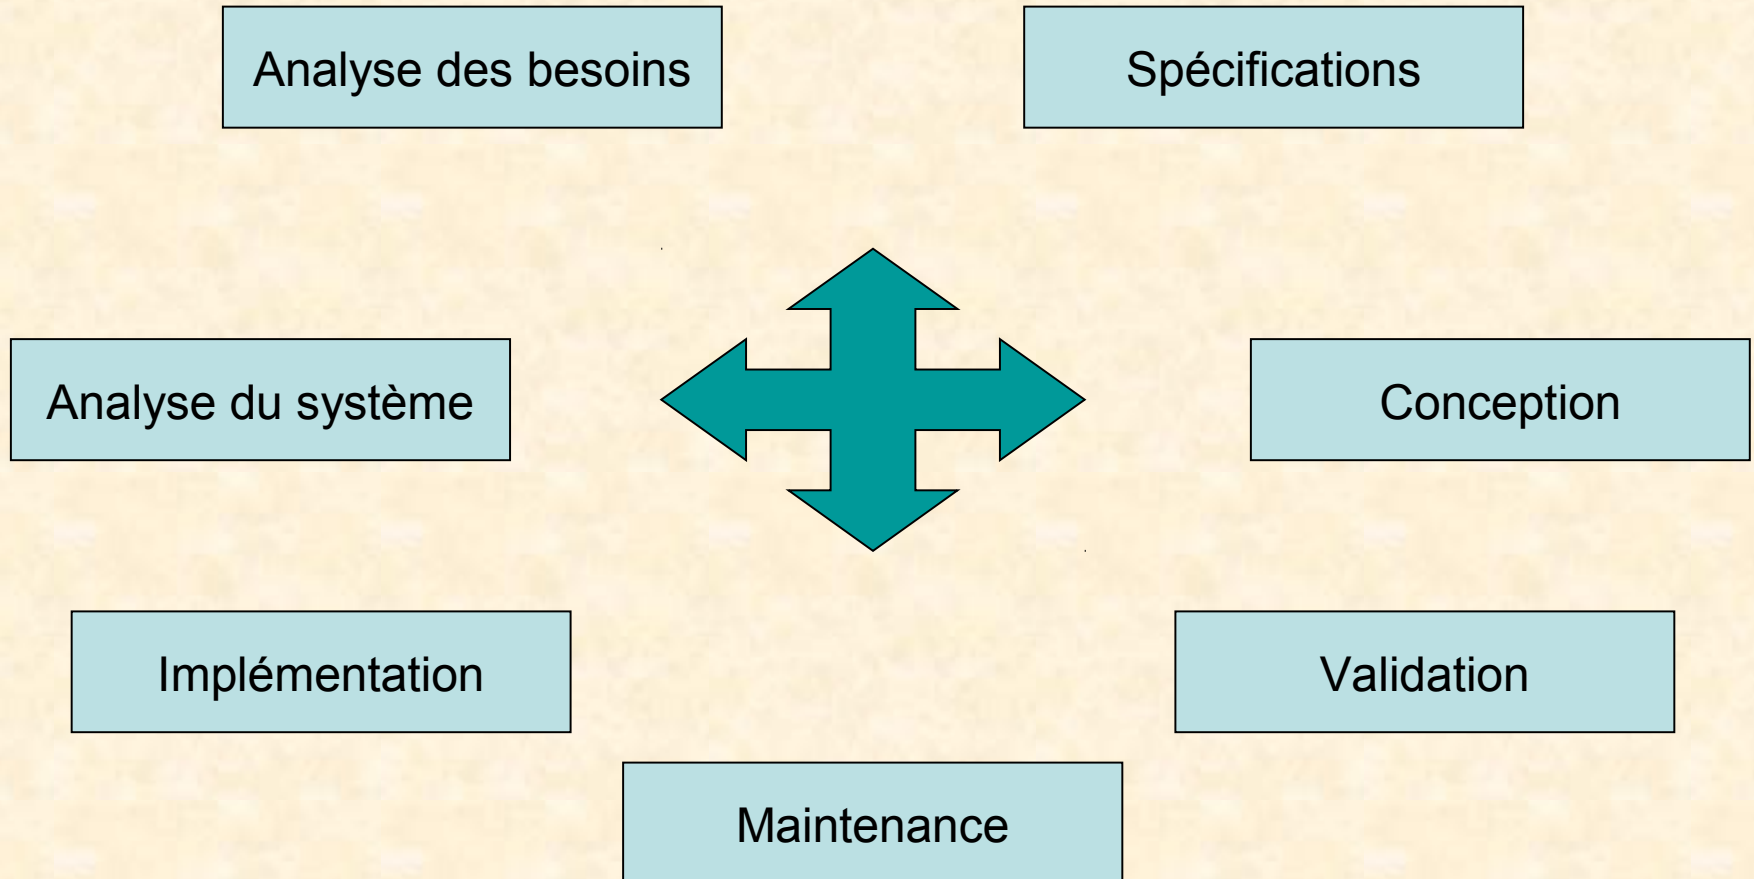 Analyse des besoins
Spécifications
Analyse du système
Conception
Implémentation
Validation
Maintenance